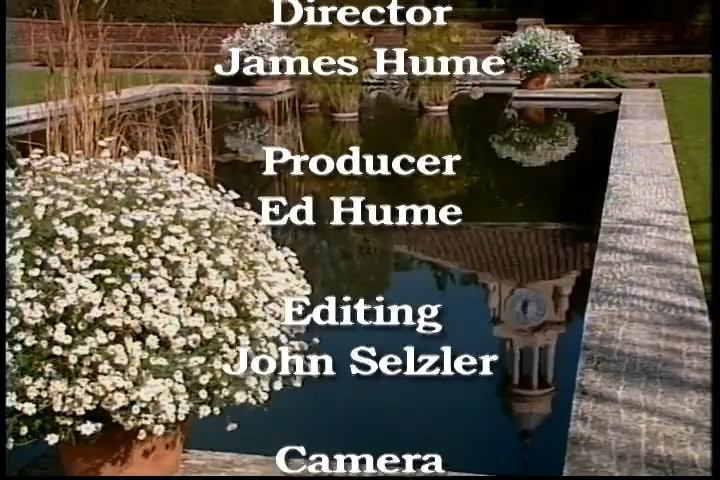 Director
James Hume
Producer
Ed Hume
Editing
John Selzler
Camera